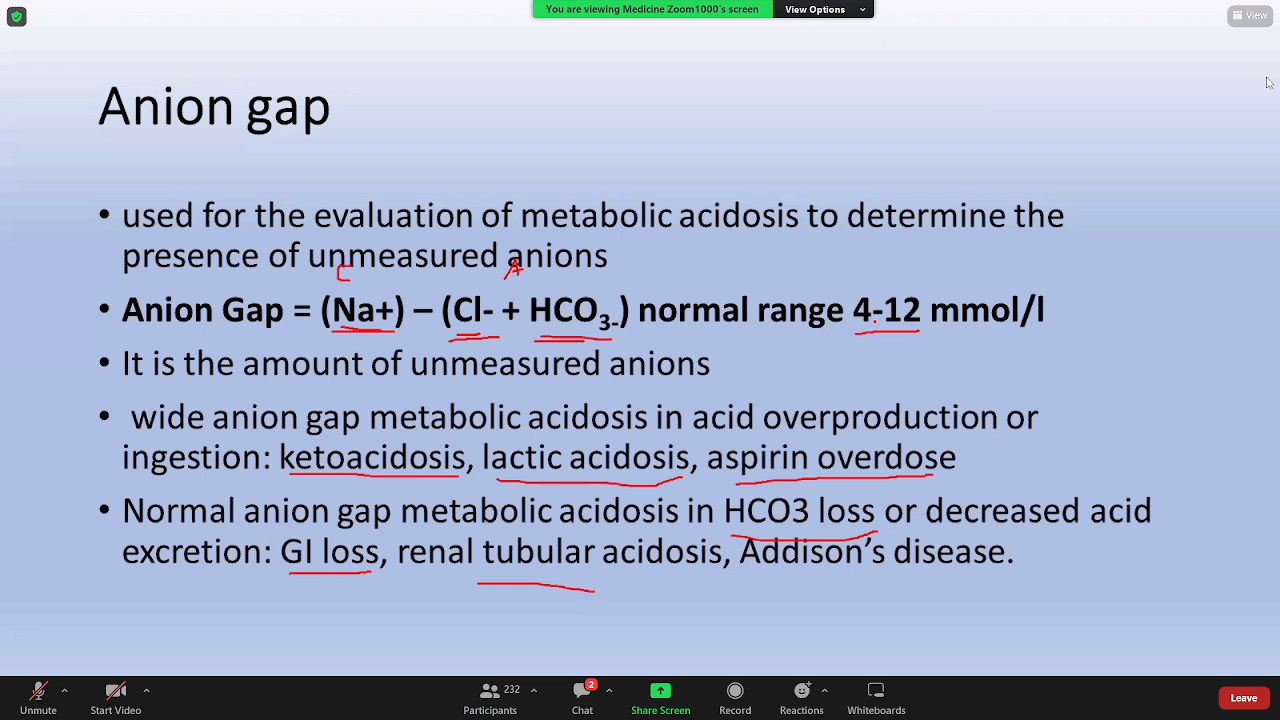 You are viewing Medicine Zoom1000's screen
View Options
View
Anion gap
• used for the evaluation of metabolic acidosis to determine the
presence of unmeasured anions
C A
• Anion Gap = (Na+) – (Cl- + HCO3-) normal range 4-12 mmol/l
• It is the amount of unmeasured anions
• wide anion gap metabolic acidosis in acid overproduction or
ingestion: ketoacidosis, lactic acidosis, aspirin overdose
• Normal anion gap metabolic acidosis in HCO3 loss or decreased acid
excretion: GI loss, renal tubular acidosis, Addison's disease.
232
2
Unmute
Start Video
Participants
Chat
Share Screen
Record
Reactions
Whiteboards
Leave